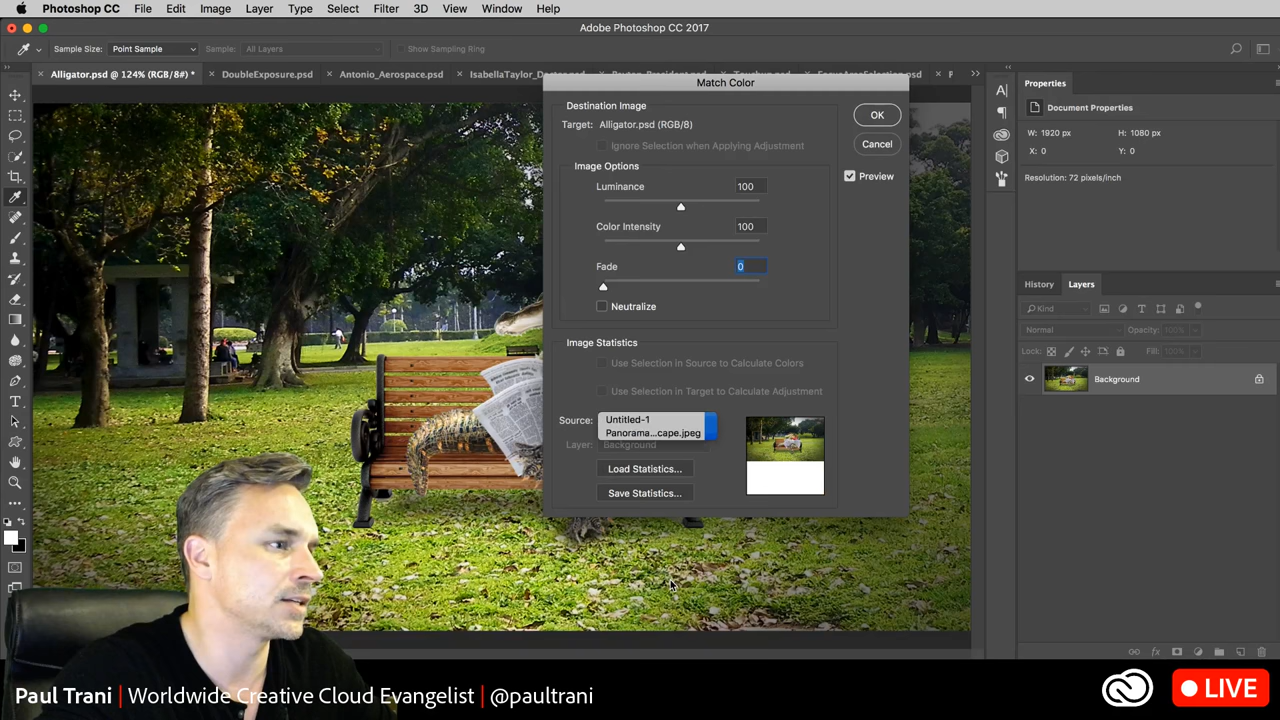 Photoshop CC File Edit Image Layer Type Select Filter 3D View Window Help
Adobe Photoshop CC 2017
Sample Size: Point Sample Sample: All Layers Show Sampling Ring
Alligator.psd @ 124% (RGB/8#) * DoubleExposure.psd Antonio_Aerospace.psd
Match Color
Destination Image
Target: Alligator.psd (RGB/8)
Ignore Selection when Applying Adjustment
OK
Cancel
Preview
Image Options
Luminance 100
Color Intensity 100
Fade 0
Neutralize
Image Statistics
Use Selection in Source to Calculate Colors
Use Selection in Target to Calculate Adjustment
Source: Untitled-1
Panorama...cape.jpeg
Layer: Background
Load Statistics...
Save Statistics...
Properties
Document Properties
W: 1920 px H: 1080 px
X: 0 Y: 0
Resolution: 72 pixels/inch
History Layers
Kind
Normal Opacity: 100%
Lock: Fill: 100%
Background
Paul Trani | Worldwide Creative Cloud Evangelist | @paultrani
LIVE